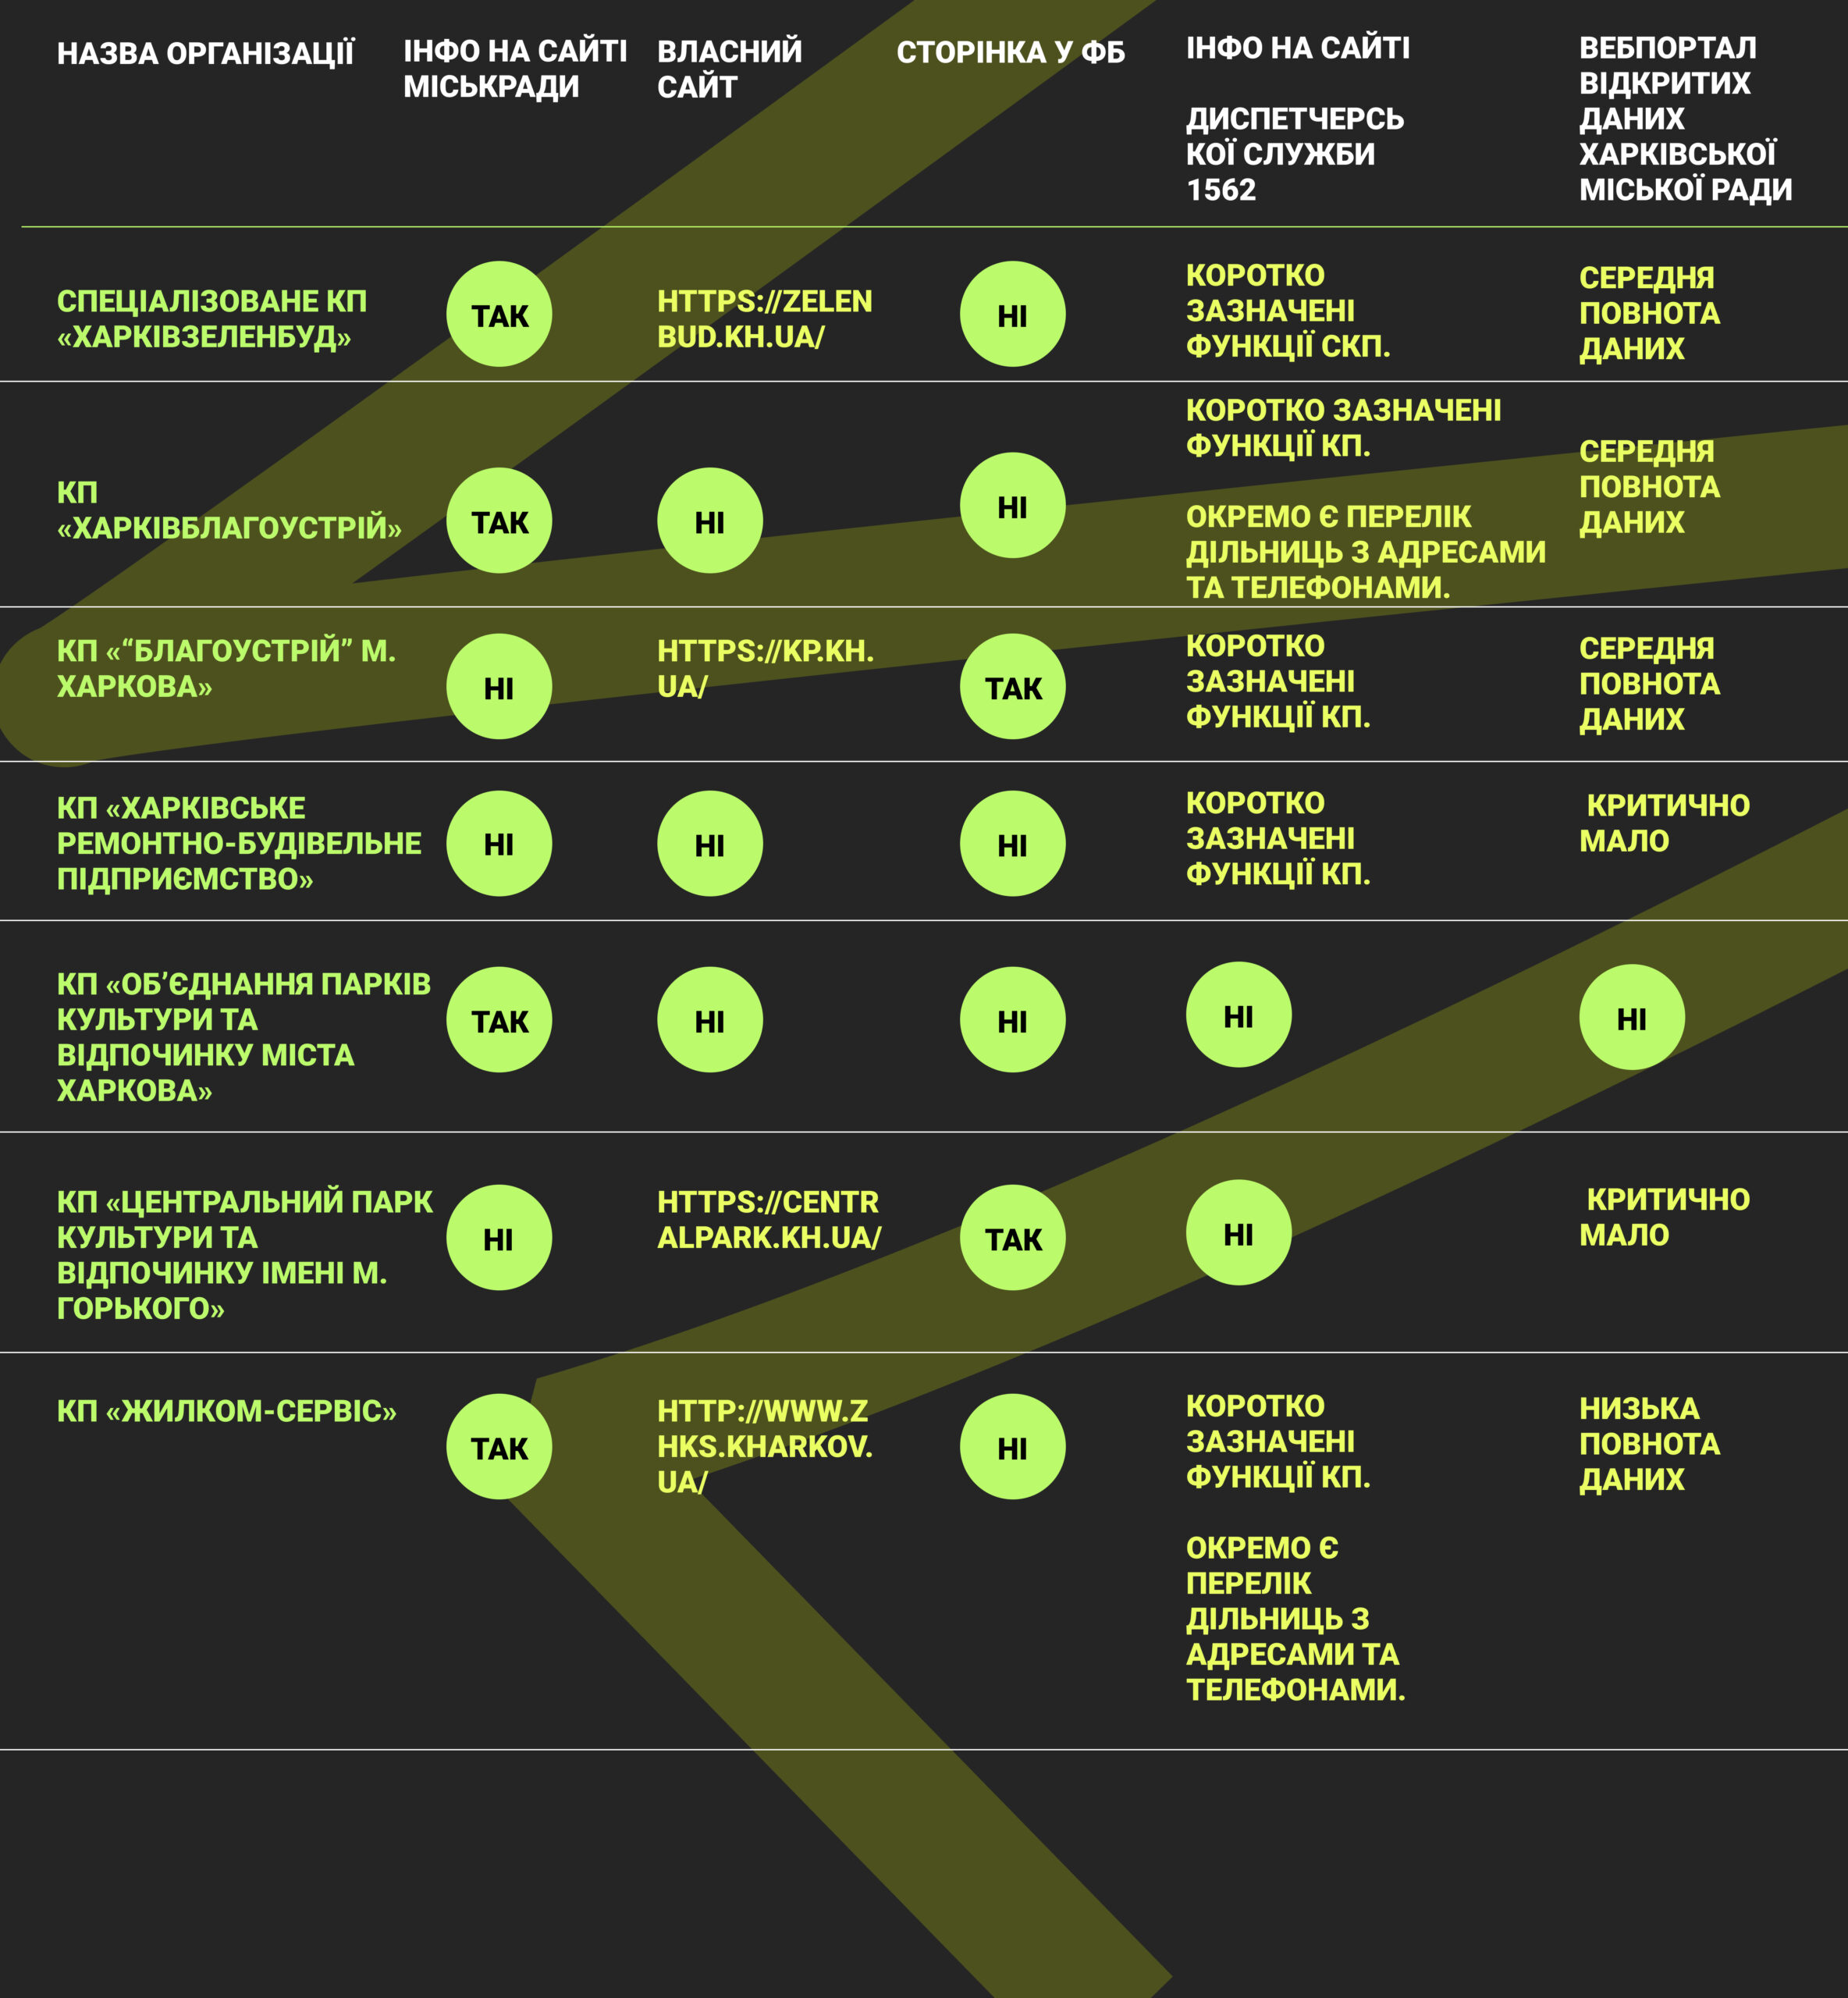 НАЗВА ОРГАНІЗАЦІЇ
ІНФО НА САЙТІ
МІСЬКРАДИ
ВЛАСНИЙ
САЙТ
СТОРІНКА У ФБ
ІНФО НА САЙТІ
ДИСПЕТЧЕРСЬ
КОЇ СЛУЖБИ
1562
ВЕБПОРТАЛ
ВІДКРИТИХ
ДАНИХ
ХАРКІВСЬКОЇ
МІСЬКОЇ РАДИ
СПЕЦІАЛІЗОВАНЕ КП
«ХАРКІВЗЕЛЕНБУД»
ТАК
HTTPS://ZELEN
BUD.KH.UA/
НІ
КОРОТКО
ЗАЗНАЧЕНІ
ФУНКЦІЇ СКП.
СЕРЕДНЯ
ПОВНОТА
ДАНИХ
КП
«ХАРКІВБЛАГОУСТРІЙ»
ТАК
НІ
НІ
КОРОТКО ЗАЗНАЧЕНІ
ФУНКЦІЇ КП.
ОКРЕМО Є ПЕРЕЛІК
ДІЛЬНИЦЬ З АДРЕСАМИ
ТА ТЕЛЕФОНАМИ.
СЕРЕДНЯ
ПОВНОТА
ДАНИХ
КП «“БЛАГОУСТРІЙ” М.
ХАРКОВА»
НІ
HTTPS://KP.KH.
UA/
ТАК
КОРОТКО
ЗАЗНАЧЕНІ
ФУНКЦІЇ КП.
СЕРЕДНЯ
ПОВНОТА
ДАНИХ
КП «ХАРКІВСЬКЕ
РЕМОНТНО-БУДІВЕЛЬНЕ
ПІДПРИЄМСТВО»
НІ
НІ
НІ
КОРОТКО
ЗАЗНАЧЕНІ
ФУНКЦІЇ КП.
КРИТИЧНО
МАЛО
КП «ОБ’ЄДНАННЯ ПАРКІВ
КУЛЬТУРИ ТА
ВІДПОЧИНКУ МІСТА
ХАРКОВА»
ТАК
НІ
НІ
НІ
НІ
КП «ЦЕНТРАЛЬНИЙ ПАРК
КУЛЬТУРИ ТА
ВІДПОЧИНКУ ІМЕНІ М.
ГОРЬКОГО»
НІ
HTTPS://CENTR
ALPARK.KH.UA/
ТАК
НІ
КРИТИЧНО
МАЛО
КП «ЖИЛКОМ-СЕРВІС»
ТАК
HTTP://WWW.Z
HKS.KHARKOV.
UA/
НІ
КОРОТКО
ЗАЗНАЧЕНІ
ФУНКЦІЇ КП.
ОКРЕМО Є
ПЕРЕЛІК
ДІЛЬНИЦЬ З
АДРЕСАМИ ТА
ТЕЛЕФОНАМИ.
НИЗЬКА
ПОВНОТА
ДАНИХ